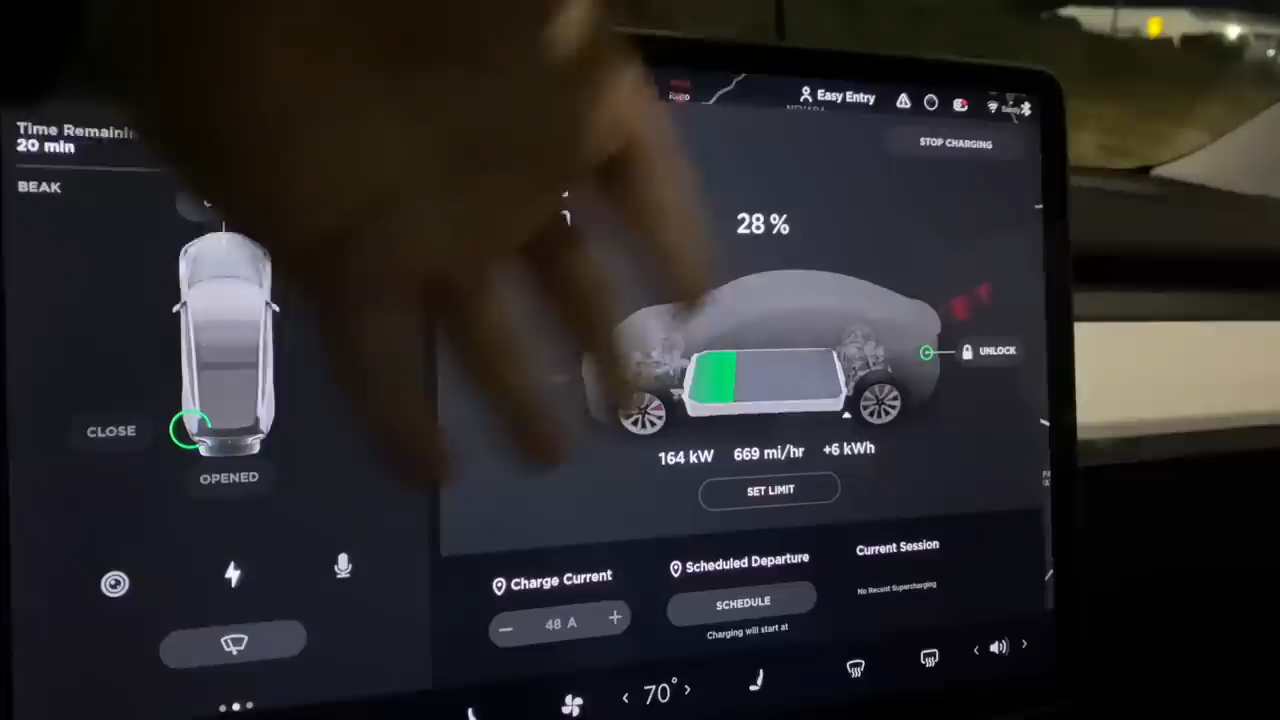 Easy Entry
Time Remainin
20 min
STOP CHARGING
BEAK
28 %
UNLOCK
CLOSE
OPENED
164 kW 669 mi/hr +6 kWh
SET LIMIT
Charge Current
Scheduled Departure
Current Session
48 A
SCHEDULE
No Recent Supercharging
Charging will start at
70°